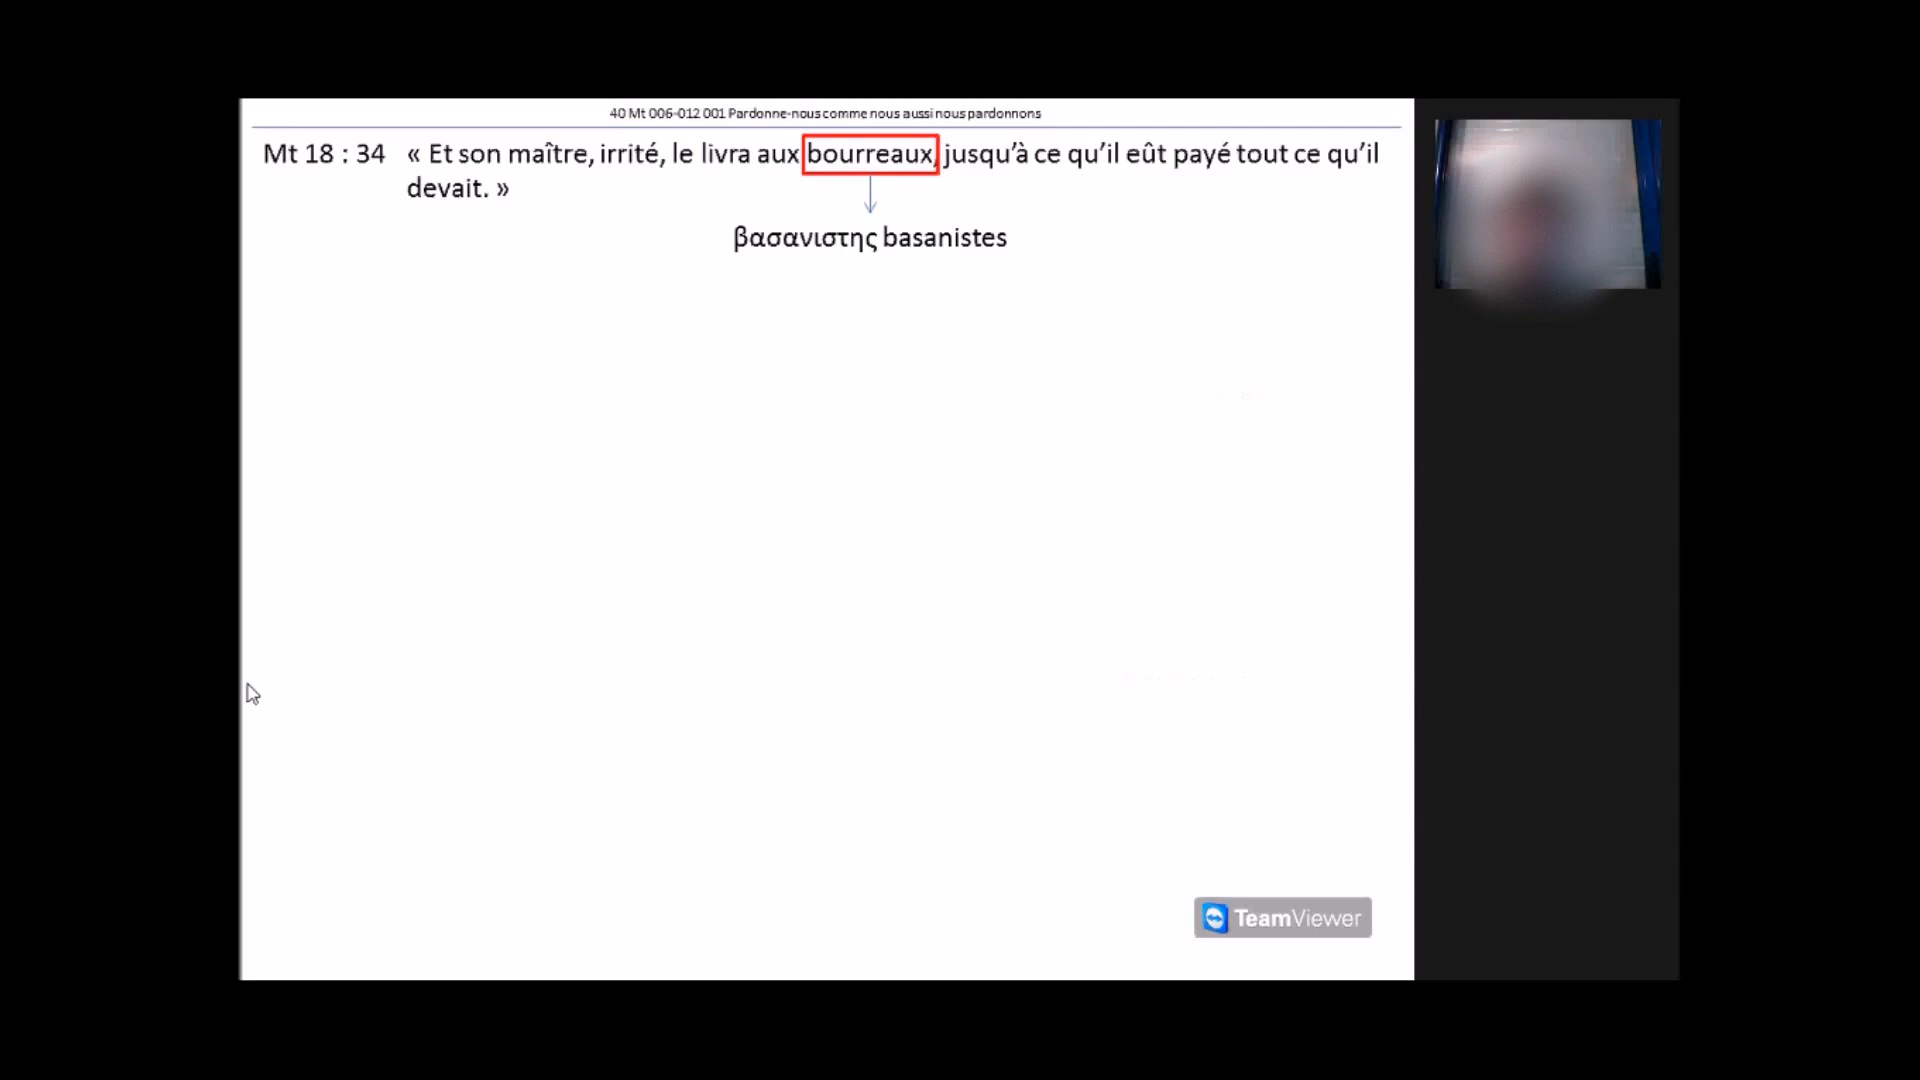 40 Mt 006-012 001 Pardonne-nous comme nous aussi nous pardonnons
Mt 18 : 34 « Et son maître, irrité, le livra aux bourreaux, jusqu’à ce qu’il eût payé tout ce qu’il
devait. »
βασανιστης basanistes
TeamViewer